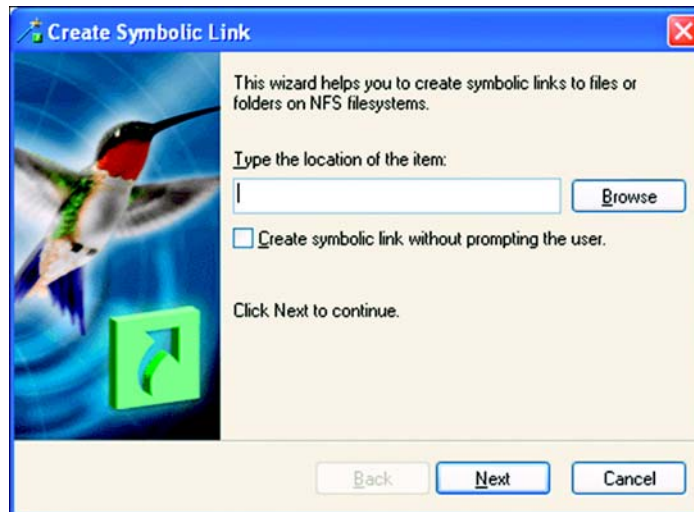 Create Symbolic Link
This wizard helps you to create symbolic links to files or
folders on NFS filesystems.
Type the location of the item:
Browse
Create symbolic link without prompting the user.
Click Next to continue.
Back
Next
Cancel